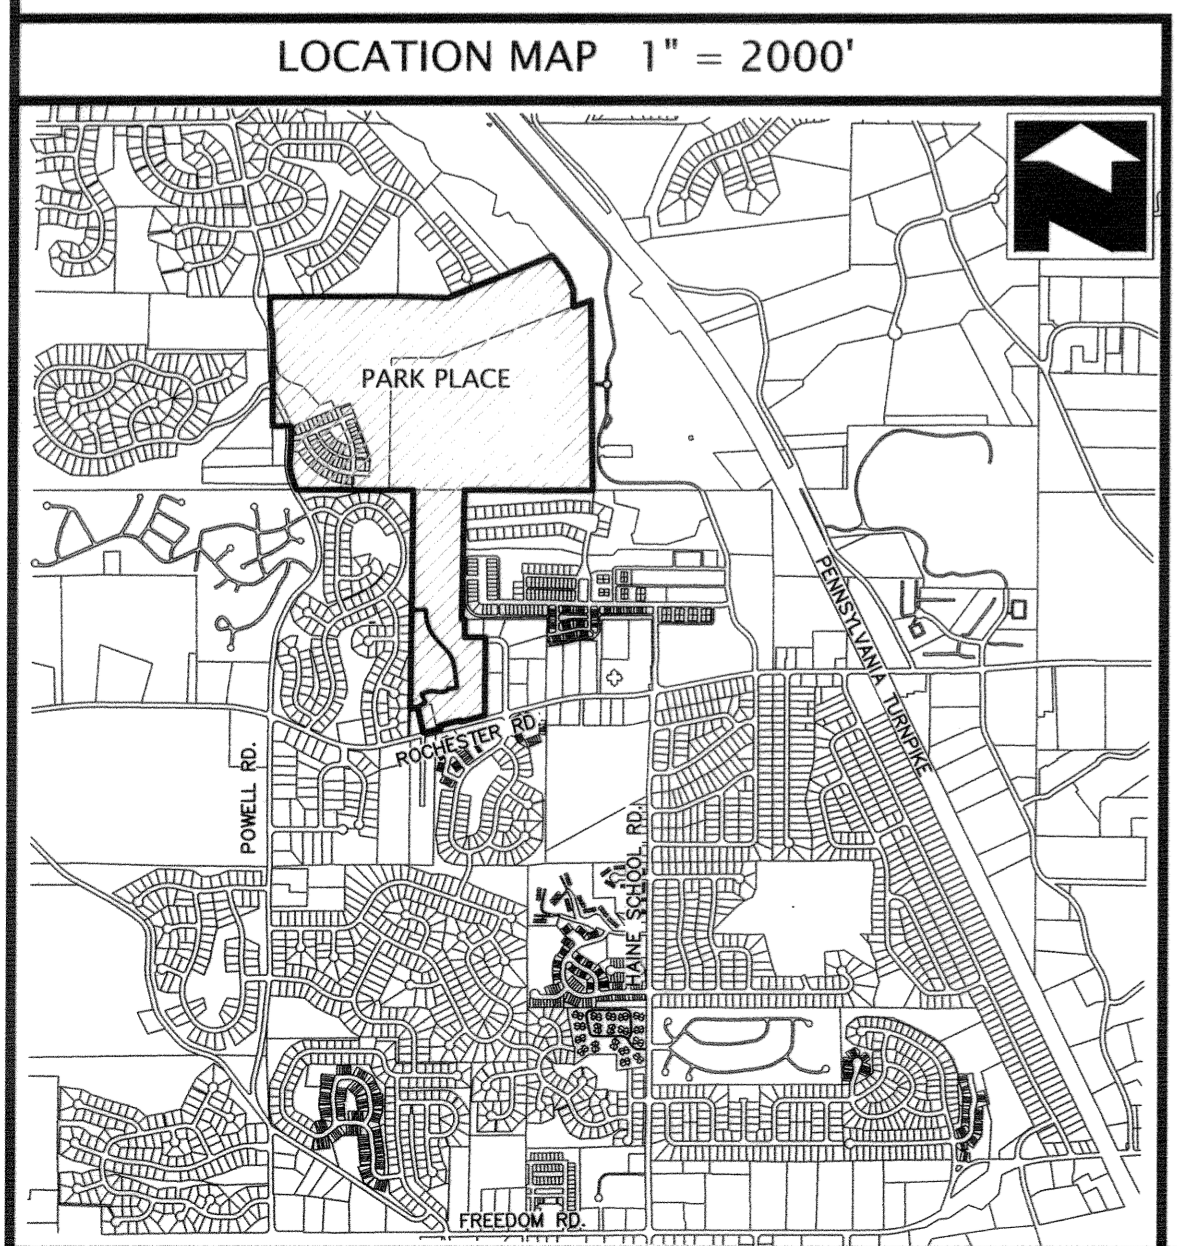 LOCATION MAP 1" = 2000'
PARK PLACE
PENNSYLVANIA TURNPIKE
ROCHESTER RD
POWELL RD.
HAINE SCHOOL RD.
FREEDOM RD.